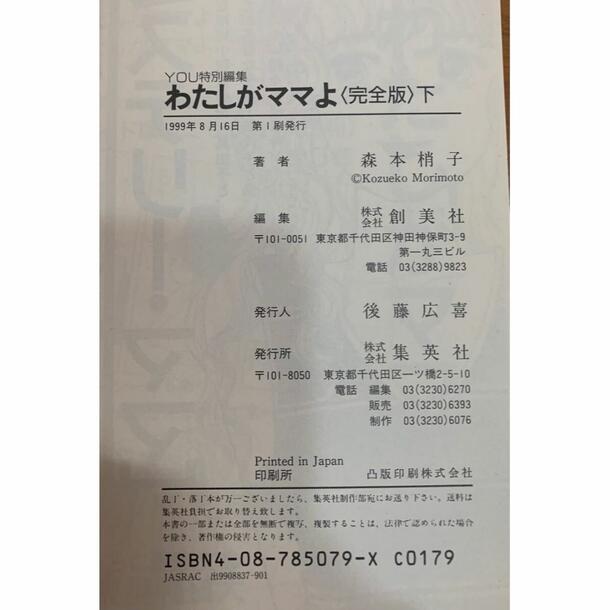 YOU特別編集
わたしがママよ〈完全版〉下
1999年8月16日 第1刷発行
著者 森本梢子
©Kozueko Morimoto
編集 株式会社 創美社
〒101-0051 東京都千代田区神田神保町3-9
第一丸三ビル
電話 03(3288)9823
発行人 後藤広喜
発行所 株式会社 集英社
〒101-8050 東京都千代田区一ツ橋2-5-10
電話 編集 03(3230)6270
販売 03(3230)6393
制作 03(3230)6076
Printed in Japan
印刷所 凸版印刷株式会社
乱丁・落丁本が万一ございましたら、集英社制作部宛にお送り下さい。送料は
集英社負担でお取り替え致します。
本書の一部または全部を無断で複写、複製することは、法律で認められた場合
を除き、著作権の侵害となります。
ISBN4-08-785079-X C0179
JASRAC 出9908837-901